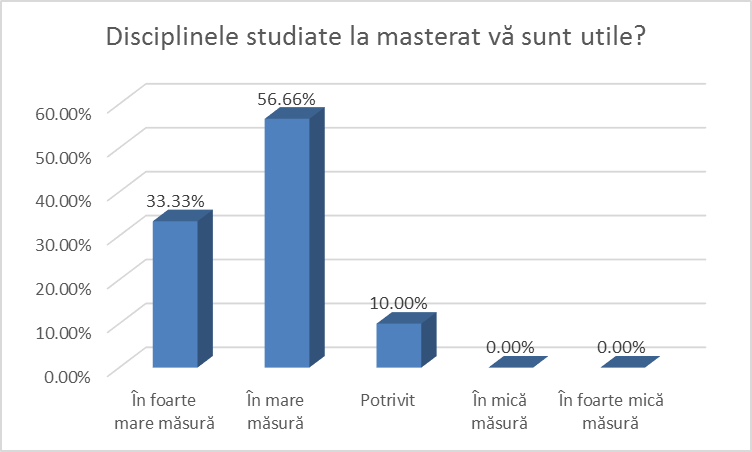 Disciplinele studiate la masterat vă sunt utile?
60.00%
50.00%
40.00%
30.00%
20.00%
10.00%
0.00%
33.33%
56.66%
10.00%
0.00%
0.00%
În foarte
mare măsură
În mare
măsură
Potrivit
În mică
măsură
În foarte mică
măsură